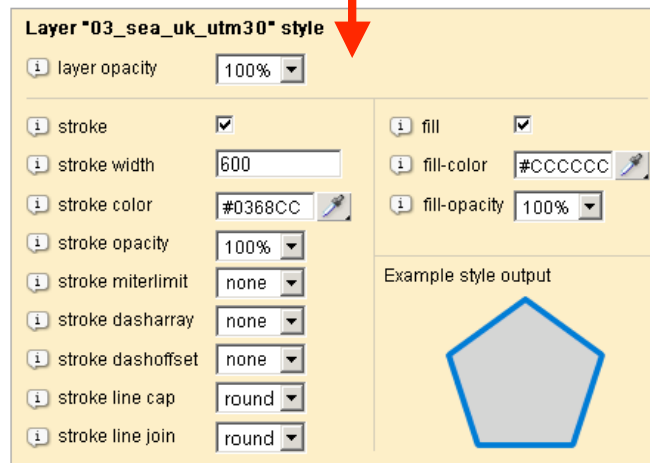 Layer "03_sea_uk_utm30" style
i layer opacity 100%
i stroke
i stroke width 600
i stroke color #0368CC
i stroke opacity 100%
i stroke miterlimit none
i stroke dasharray none
i stroke dashoffset none
i stroke line cap round
i stroke line join round
i fill
i fill-color #CCCCCC
i fill-opacity 100%
Example style output